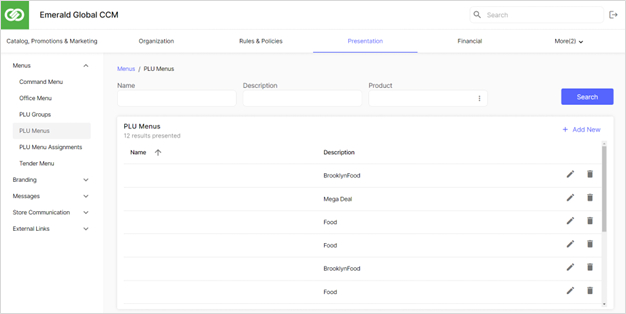 Emerald Global CCM
Search
Catalog, Promotions & Marketing
Organization
Rules & Policies
Presentation
Financial
More(2)
Menus
Command Menu
Office Menu
PLU Groups
PLU Menus
PLU Menu Assignments
Tender Menu
Branding
Messages
Store Communication
External Links
Menus / PLU Menus
Name
Description
Product
Search
PLU Menus
12 results presented
+ Add New
Name
Description
BrooklynFood
Mega Deal
Food
Food
BrooklynFood
Food